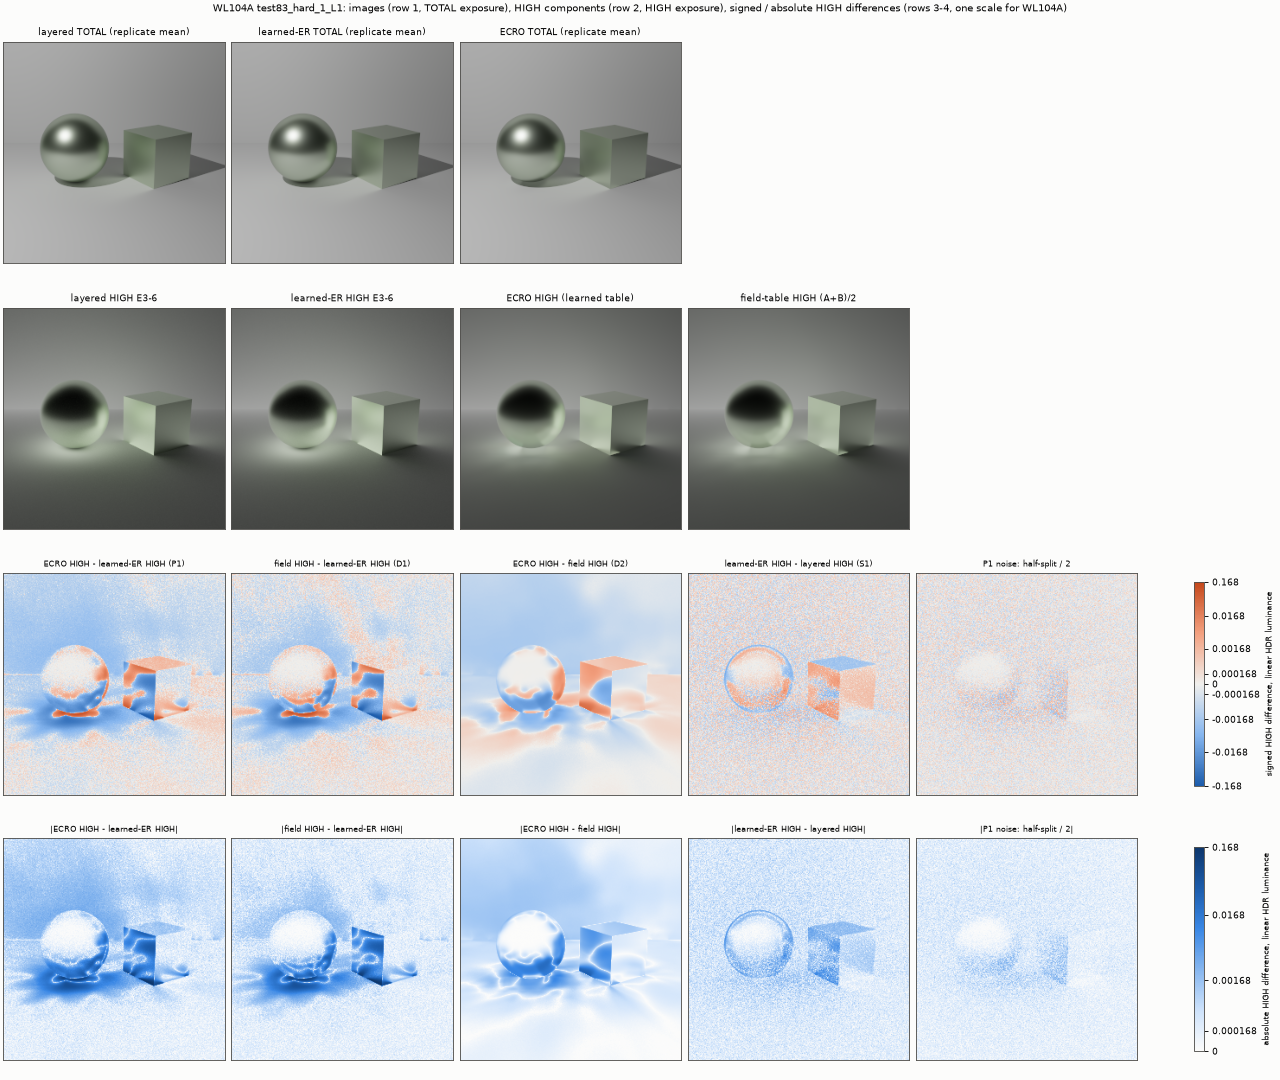 WL104A test83_hard_1_L1: images (row 1, TOTAL exposure), HIGH components (row 2, HIGH exposure), signed / absolute HIGH differences (rows 3-4, one scale for WL104A)
layered TOTAL (replicate mean)
learned-ER TOTAL (replicate mean)
ECRO TOTAL (replicate mean)
layered HIGH E3-6
learned-ER HIGH E3-6
ECRO HIGH (learned table)
field-table HIGH (A+B)/2
ECRO HIGH - learned-ER HIGH (P1)
field HIGH - learned-ER HIGH (D1)
ECRO HIGH - field HIGH (D2)
learned-ER HIGH - layered HIGH (S1)
P1 noise: half-split / 2
0.168
0.0168
0.00168
0.000168
0
-0.000168
-0.00168
-0.0168
-0.168
signed HIGH difference, linear HDR luminance
|ECRO HIGH - learned-ER HIGH|
|field HIGH - learned-ER HIGH|
|ECRO HIGH - field HIGH|
|learned-ER HIGH - layered HIGH|
|P1 noise: half-split / 2|
0.168
0.0168
0.00168
0.000168
0
absolute HIGH difference, linear HDR luminance